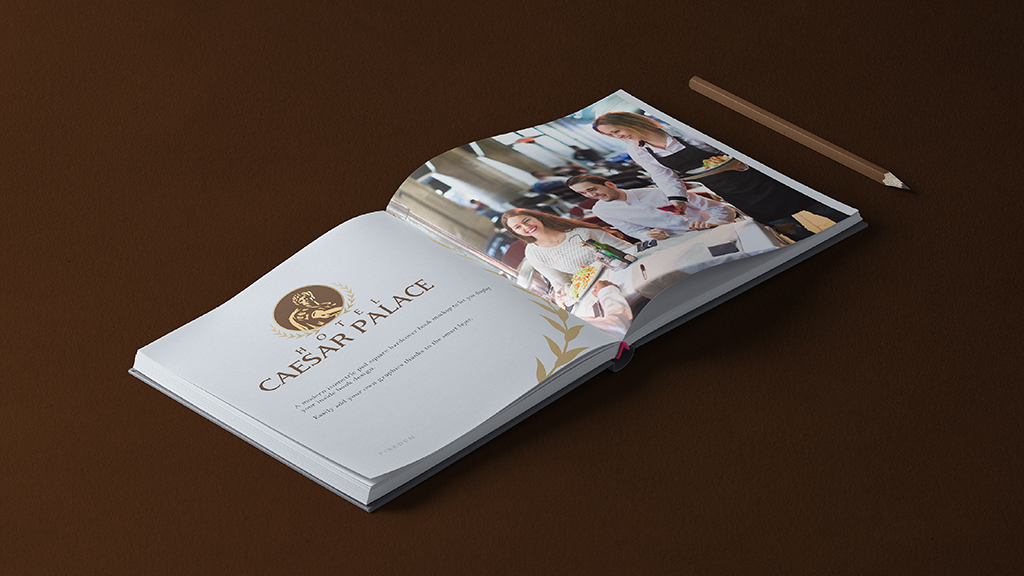 HOTEL
CAESAR PALACE
A modern isometric psd square hardcover book mockup to let you display
your inside book design.
Easily add your own graphics thanks to the smart layer.